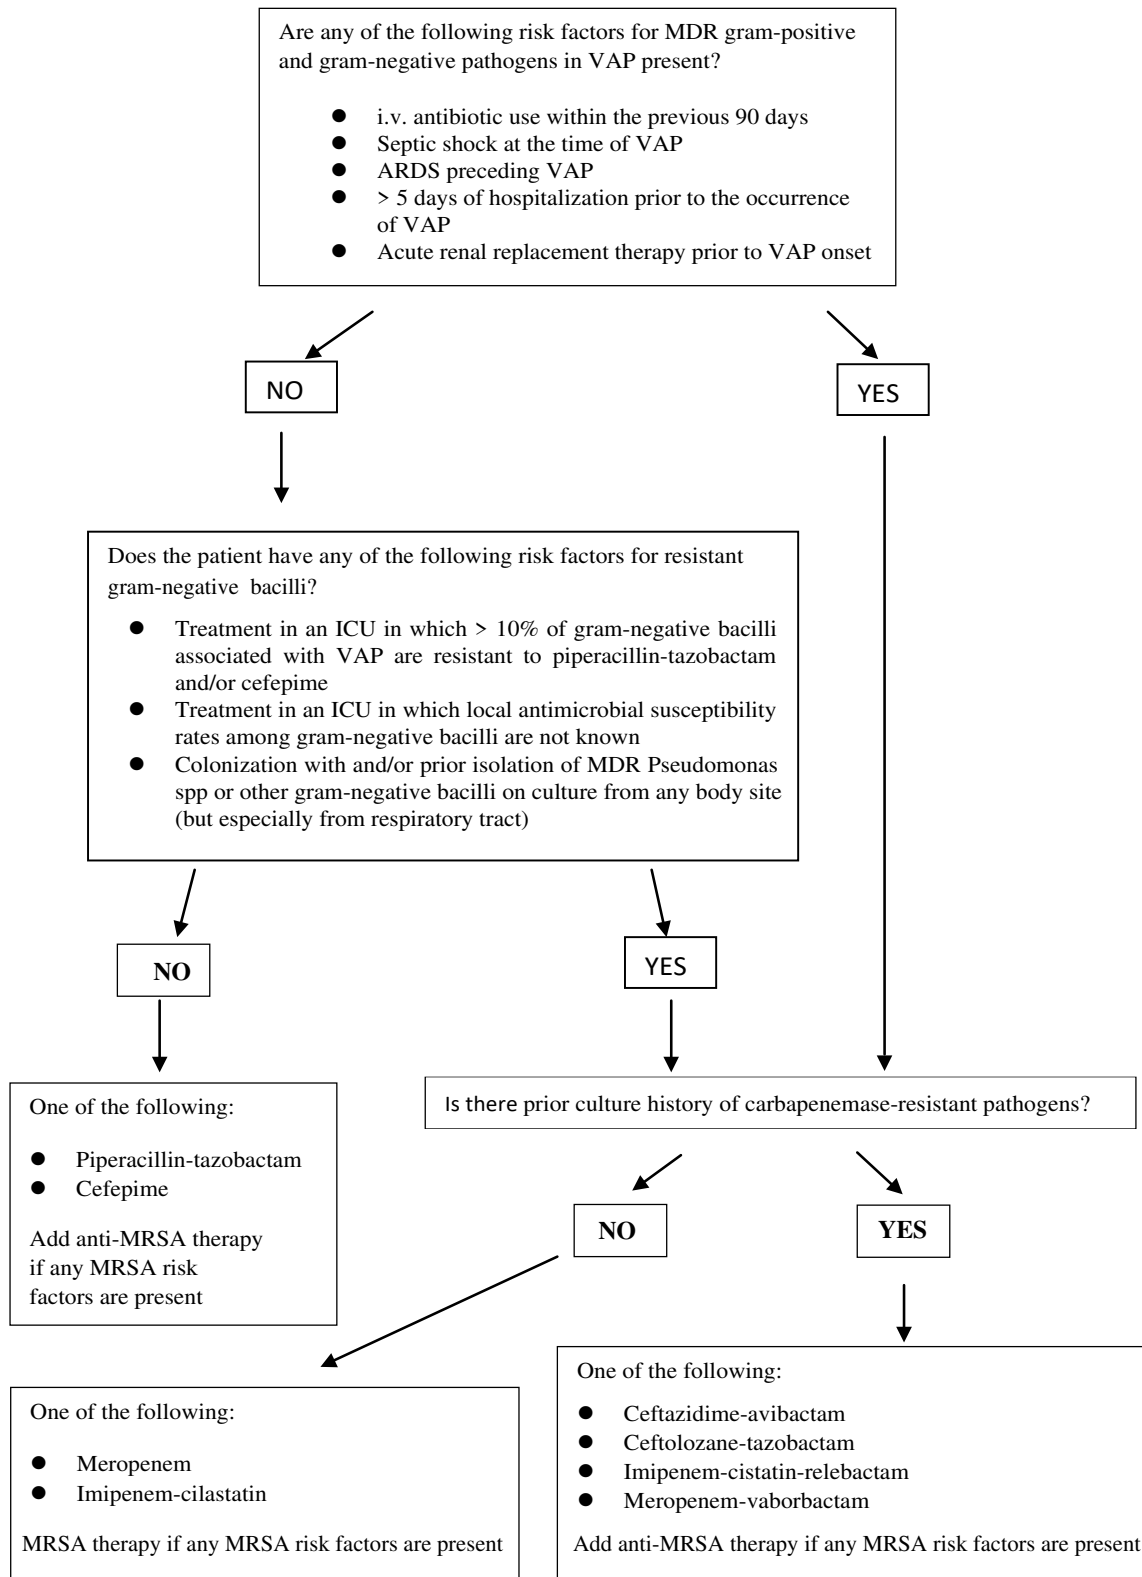 Are any of the following risk factors for MDR gram-positive
and gram-negative pathogens in VAP present?
● i.v. antibiotic use within the previous 90 days
● Septic shock at the time of VAP
● ARDS preceding VAP
● > 5 days of hospitalization prior to the occurrence
of VAP
● Acute renal replacement therapy prior to VAP onset
NO
YES
Does the patient have any of the following risk factors for resistant
gram-negative bacilli?
● Treatment in an ICU in which > 10% of gram-negative bacilli
associated with VAP are resistant to piperacillin-tazobactam
and/or cefepime
● Treatment in an ICU in which local antimicrobial susceptibility
rates among gram-negative bacilli are not known
● Colonization with and/or prior isolation of MDR Pseudomonas
spp or other gram-negative bacilli on culture from any body site
(but especially from respiratory tract)
NO
YES
One of the following:
● Piperacillin-tazobactam
● Cefepime
Add anti-MRSA therapy
if any MRSA risk
factors are present
Is there prior culture history of carbapenemase-resistant pathogens?
NO
YES
One of the following:
● Meropenem
● Imipenem-cilastatin
MRSA therapy if any MRSA risk factors are present
One of the following:
● Ceftazidime-avibactam
● Ceftolozane-tazobactam
● Imipenem-cistatin-relebactam
● Meropenem-vaborbactam
Add anti-MRSA therapy if any MRSA risk factors are present